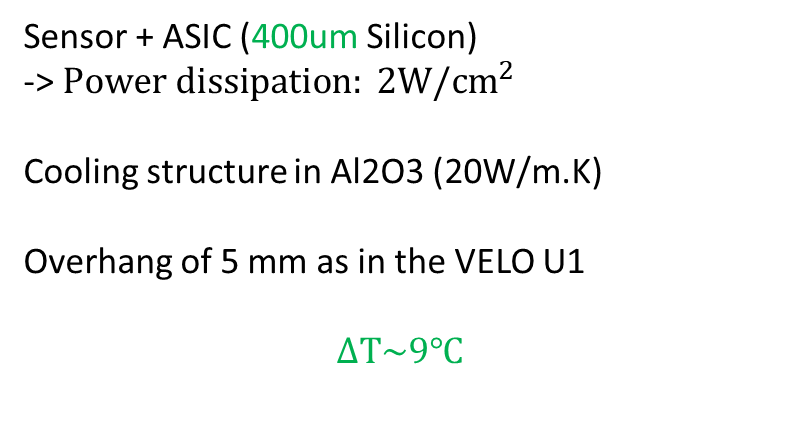 Sensor + ASIC (400um Silicon)
-> Power dissipation: 2W/cm²
Cooling structure in Al2O3 (20W/m.K)
Overhang of 5 mm as in the VELO U1
ΔT~9°C